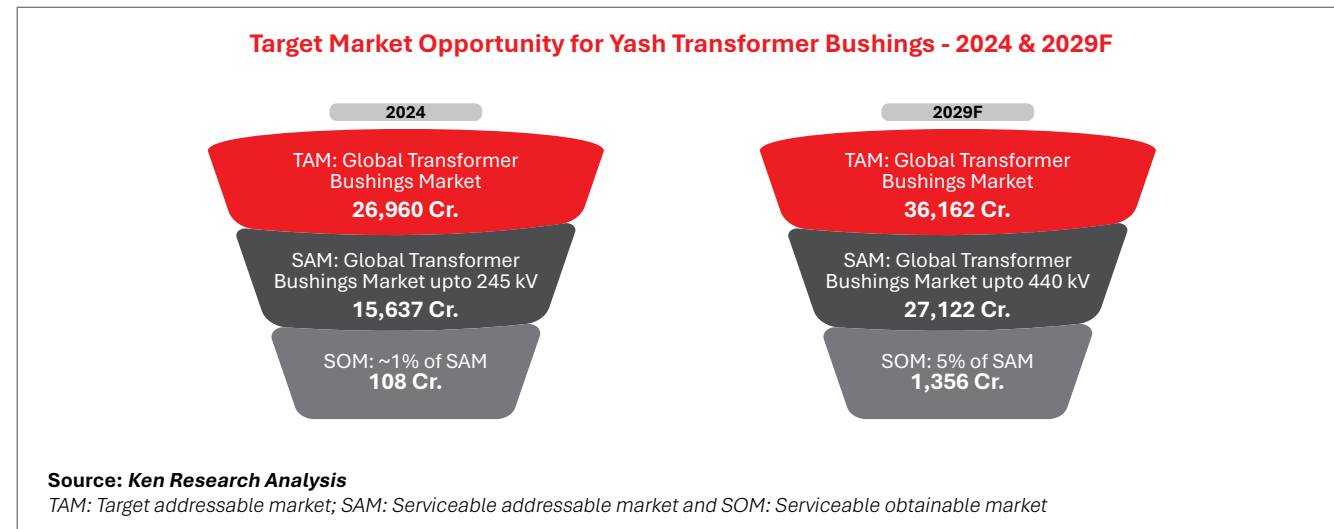 Target Market Opportunity for Yash Transformer Bushings - 2024 & 2029F
2024
TAM: Global Transformer
Bushings Market
26,960 Cr.
SAM: Global Transformer
Bushings Market upto 245 kV
15,637 Cr.
SOM: ~1% of SAM
108 Cr.
2029F
TAM: Global Transformer
Bushings Market
36,162 Cr.
SAM: Global Transformer
Bushings Market upto 440 kV
27,122 Cr.
SOM: 5% of SAM
1,356 Cr.
Source: Ken Research Analysis
TAM: Target addressable market; SAM: Serviceable addressable market and SOM: Serviceable obtainable market